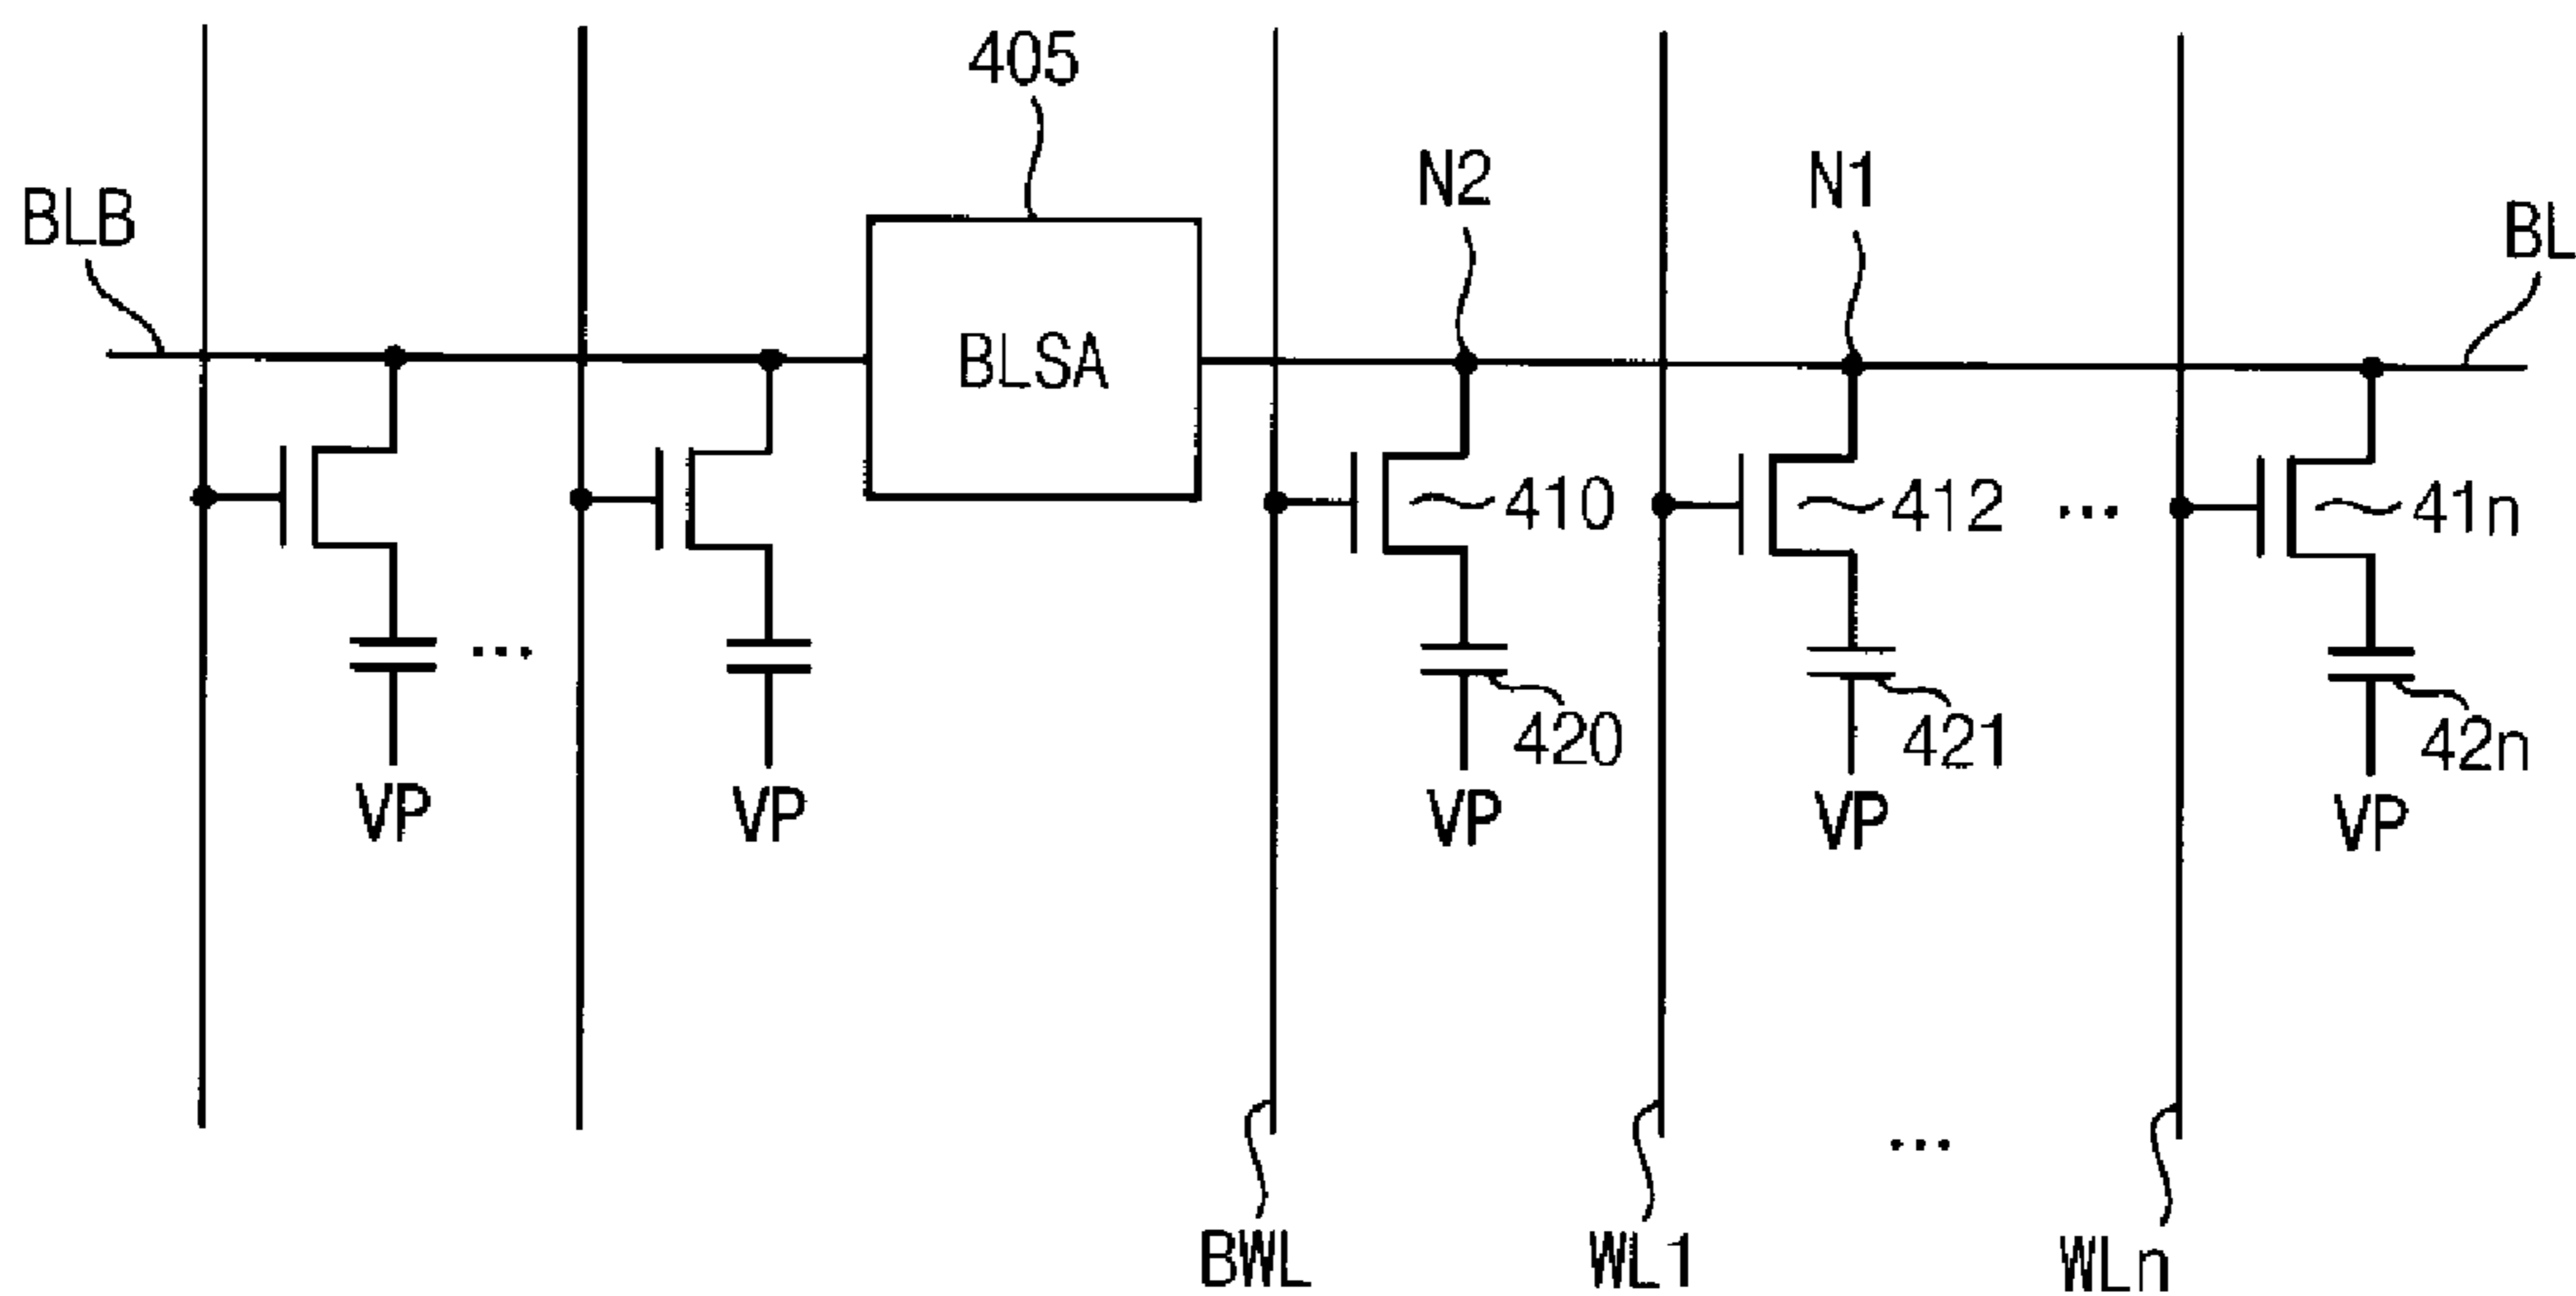 405
N2
N1
BLB
BL
BLSA
410
412
...
41n
...
420
421
42n
VP
VP
VP
VP
VP
...
BWL
WL1
WLn